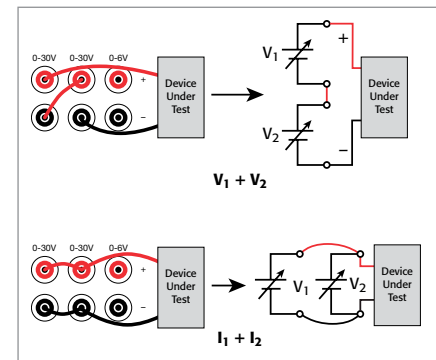 0-30V 0-30V 0-6V
+
Device
Under
Test
−
V1
V2
+
−
Device
Under
Test
V1 + V2
0-30V 0-30V 0-6V
+
Device
Under
Test
−
V1
V2
Device
Under
Test
I1 + I2